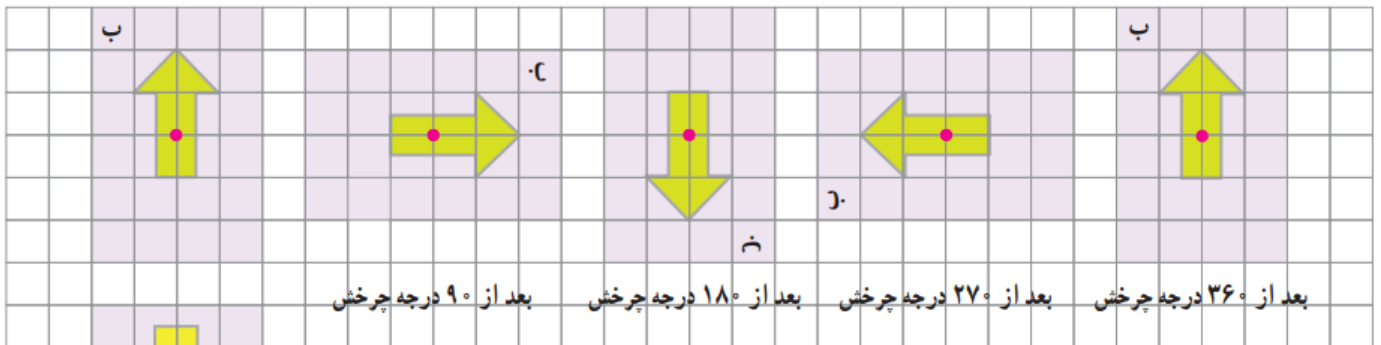 ب
ب
ب
ب
ب
بعد از ۹۰ درجه چرخش
بعد از ۱۸۰ درجه چرخش
بعد از ۲۷۰ درجه چرخش
بعد از ۳۶۰ درجه چرخش